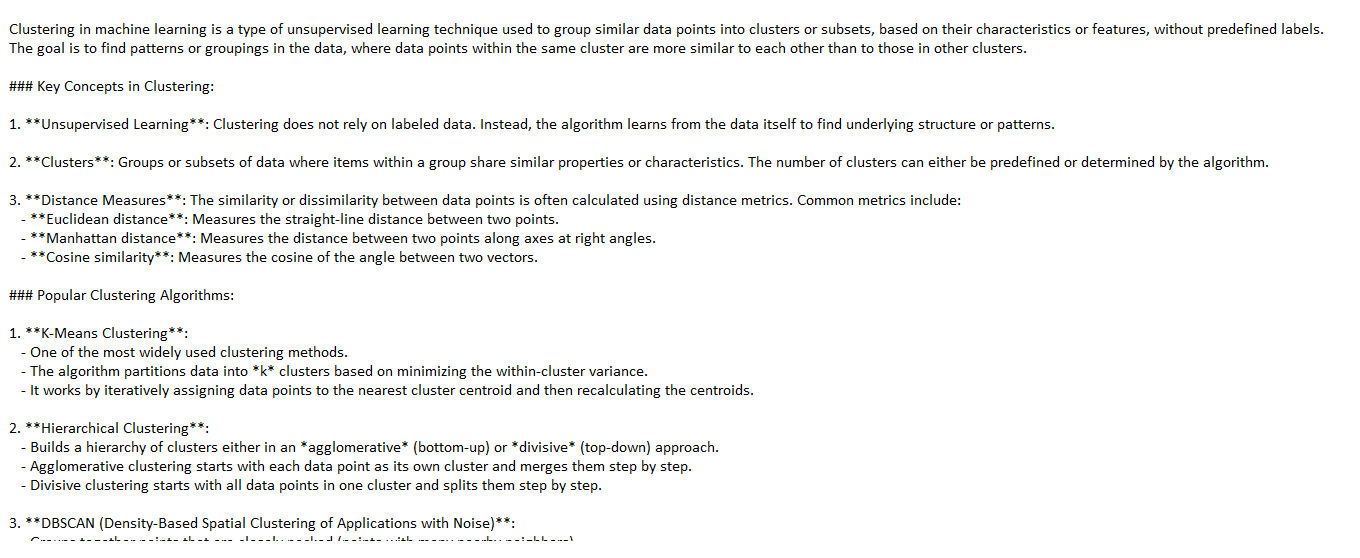 Clustering in machine learning is a type of unsupervised learning technique used to group similar data points into clusters or subsets, based on their characteristics or features, without predefined labels.
The goal is to find patterns or groupings in the data, where data points within the same cluster are more similar to each other than to those in other clusters.
### Key Concepts in Clustering:
1. **Unsupervised Learning**: Clustering does not rely on labeled data. Instead, the algorithm learns from the data itself to find underlying structure or patterns.
2. **Clusters**: Groups or subsets of data where items within a group share similar properties or characteristics. The number of clusters can either be predefined or determined by the algorithm.
3. **Distance Measures**: The similarity or dissimilarity between data points is often calculated using distance metrics. Common metrics include:
- **Euclidean distance**: Measures the straight-line distance between two points.
- **Manhattan distance**: Measures the distance between two points along axes at right angles.
- **Cosine similarity**: Measures the cosine of the angle between two vectors.
### Popular Clustering Algorithms:
1. **K-Means Clustering**:
- One of the most widely used clustering methods.
- The algorithm partitions data into *k* clusters based on minimizing the within-cluster variance.
- It works by iteratively assigning data points to the nearest cluster centroid and then recalculating the centroids.
2. **Hierarchical Clustering**:
- Builds a hierarchy of clusters either in an *agglomerative* (bottom-up) or *divisive* (top-down) approach.
- Agglomerative clustering starts with each data point as its own cluster and merges them step by step.
- Divisive clustering starts with all data points in one cluster and splits them step by step.
3. **DBSCAN (Density-Based Spatial Clustering of Applications with Noise)**: